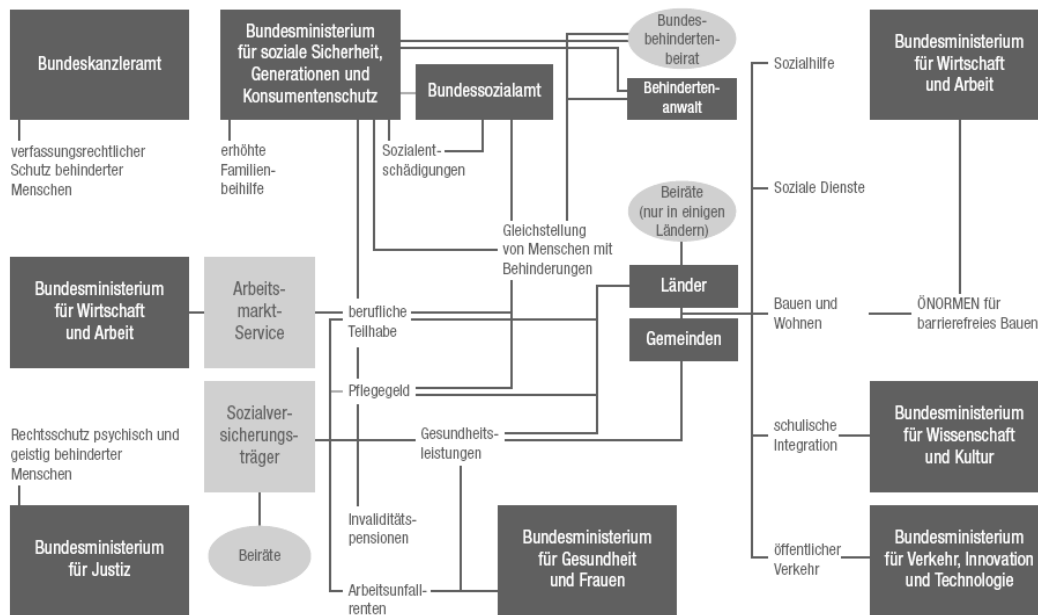 Bundeskanzleramt
verfassungsrechtlicher
Schutz behinderter
Menschen
Bundesministerium
für soziale Sicherheit,
Generationen und
Konsumentenschutz
erhöhte
Familien-
beihilfe
Bundessozialamt
Sozialent-
schädigungen
Bundes-
behinderten-
beirat
Behinderten-
anwalt
Sozialhilfe
Bundesministerium
für Wirtschaft
und Arbeit
Soziale Dienste
Beiräte
(nur in einigen
Ländern)
Gleichstellung
von Menschen mit
Behinderungen
Bundesministerium
für Wirtschaft
und Arbeit
Arbeits-
markt-
Service
berufliche
Teilhabe
Länder
Gemeinden
Bauen und
Wohnen
ÖNORMEN für
barrierefreies Bauen
Pflegegeld
Sozialver-
sicherungs-
träger
Gesundheits-
leistungen
schulische
Integration
Bundesministerium
für Wissenschaft
und Kultur
Rechtsschutz psychisch und
geistig behinderter
Menschen
Bundesministerium
für Justiz
Beiräte
Invaliditäts-
pensionen
Arbeitsunfall-
renten
Bundesministerium
für Gesundheit
und Frauen
öffentlicher
Verkehr
Bundesministerium
für Verkehr, Innovation
und Technologie